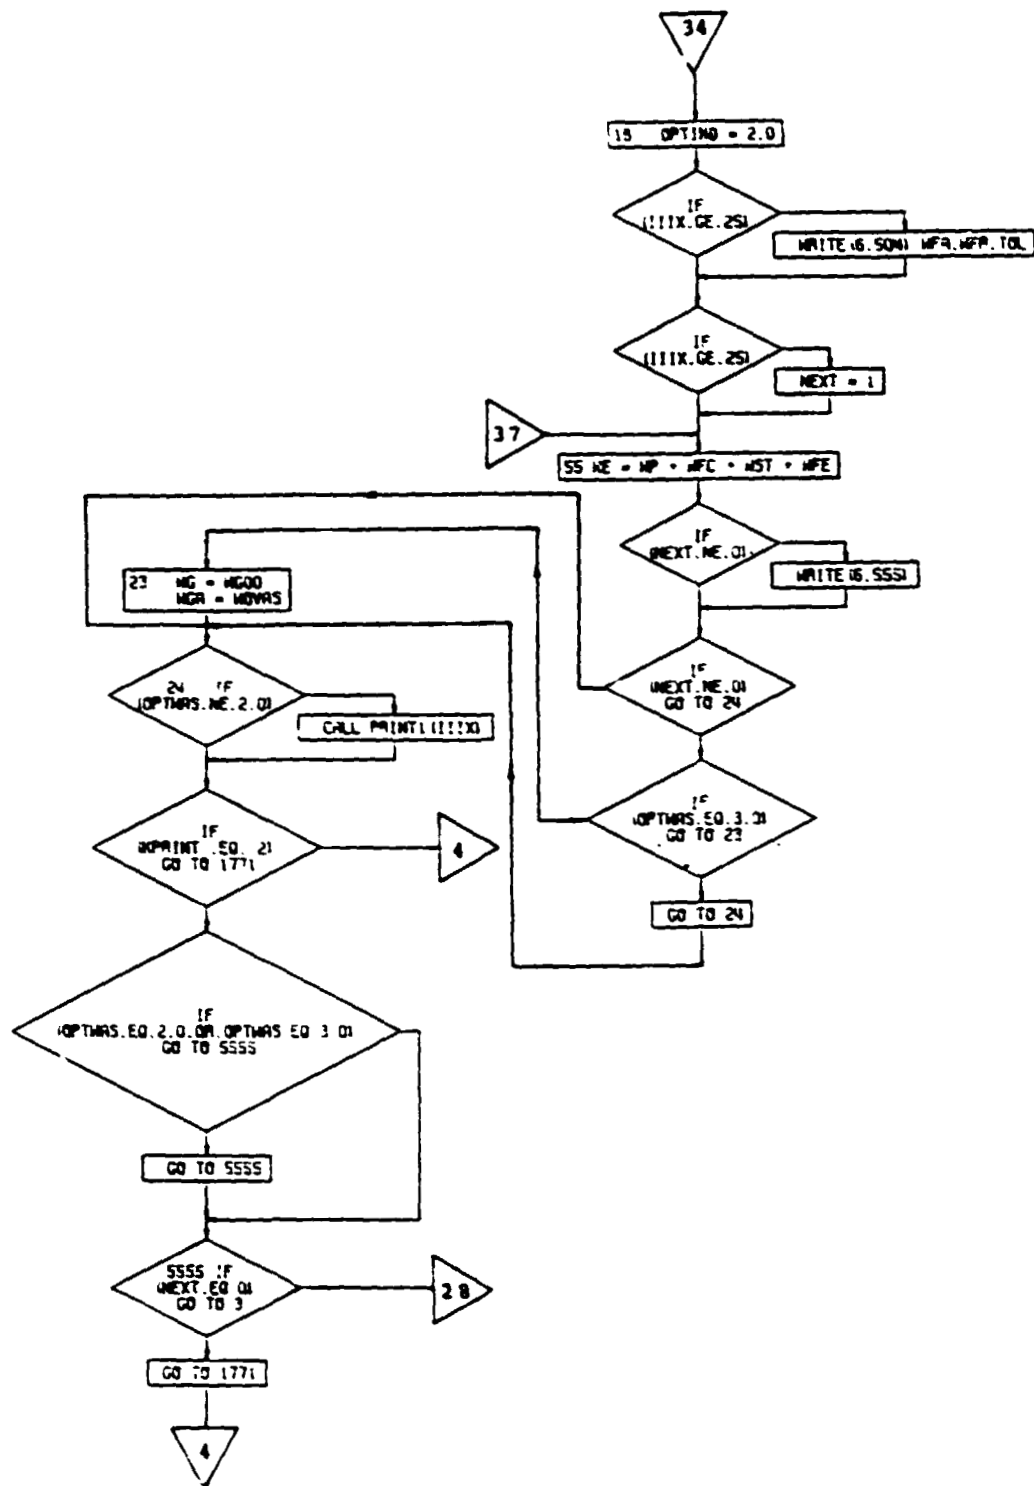 34
15 OPTIND = 2.0
IF
(IIIX.GE.25)
WRITE(6,504) WFA,WFR,TOL
IF
(IIIX.GE.25)
NEXT = 1
37
55 WE = WP + WFC + WST + WFE
IF
(NEXT.NE.0)
WRITE(6,555)
IF
(NEXT.NE.0)
GO TO 24
IF
(OPTWAS.EQ.3.0)
GO TO 23
GO TO 24
23 WG = WGOO
WGA = WOVAS
24 IF
(OPTWAS.NE.2.0)
CALL PRINT1(IIIX)
IF
(KPRINT .EQ. 2)
GO TO 1771
4
IF
(OPTWAS.EQ.2.0.OR.OPTWAS EQ 3 0)
GO TO 5555
GO TO 5555
5555 IF
(NEXT.EQ 0)
GO TO 3
28
GO TO 1771
4